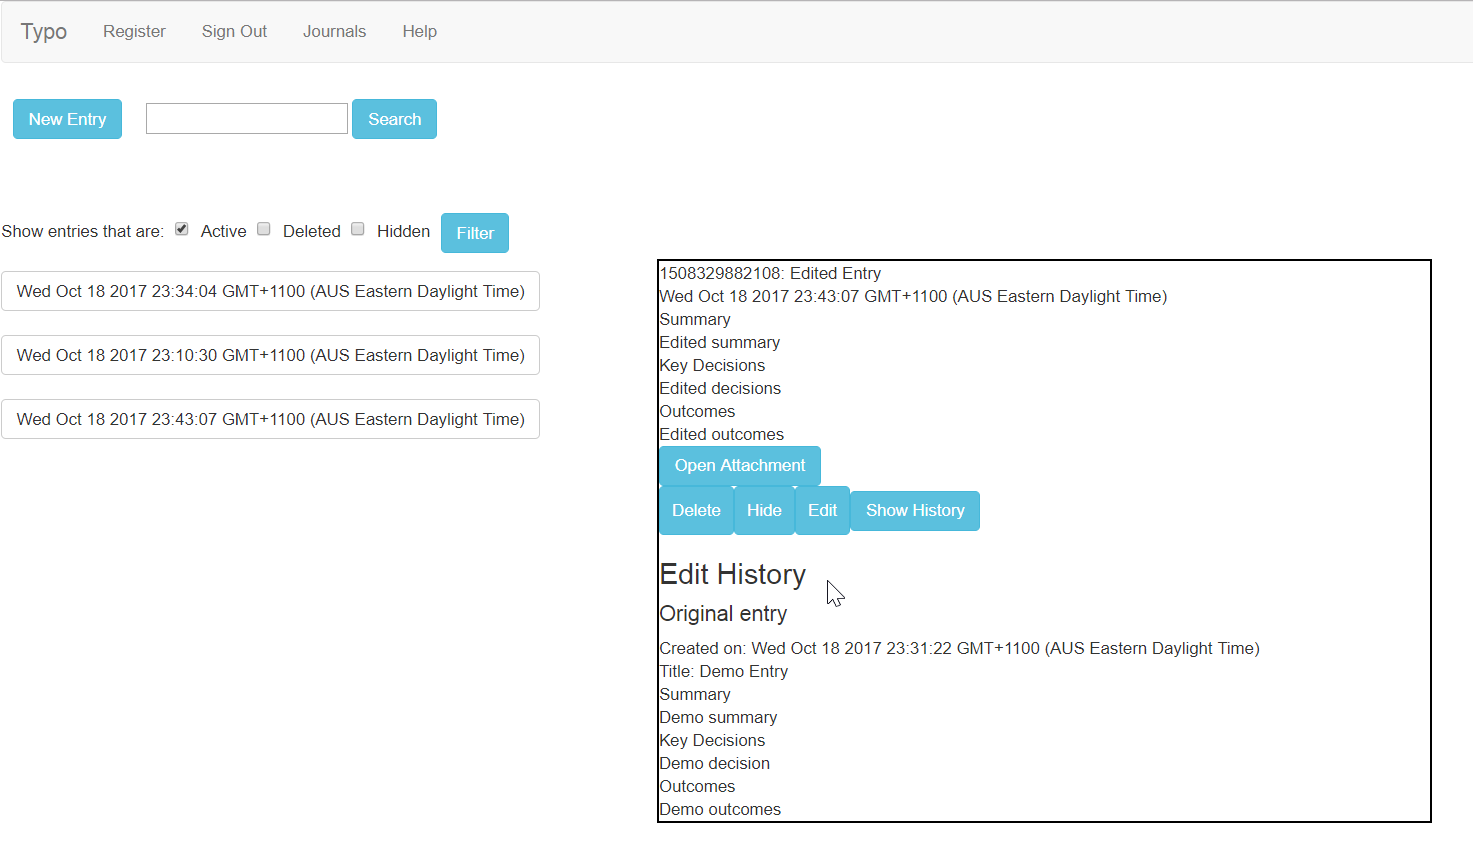 Typo Register Sign Out Journals Help
New Entry Search
Show entries that are: Active Deleted Hidden Filter
Wed Oct 18 2017 23:34:04 GMT+1100 (AUS Eastern Daylight Time)
Wed Oct 18 2017 23:10:30 GMT+1100 (AUS Eastern Daylight Time)
Wed Oct 18 2017 23:43:07 GMT+1100 (AUS Eastern Daylight Time)
1508329882108: Edited Entry
Wed Oct 18 2017 23:43:07 GMT+1100 (AUS Eastern Daylight Time)
Summary
Edited summary
Key Decisions
Edited decisions
Outcomes
Edited outcomes
Open Attachment
Delete Hide Edit Show History
Edit History
Original entry
Created on: Wed Oct 18 2017 23:31:22 GMT+1100 (AUS Eastern Daylight Time)
Title: Demo Entry
Summary
Demo summary
Key Decisions
Demo decision
Outcomes
Demo outcomes